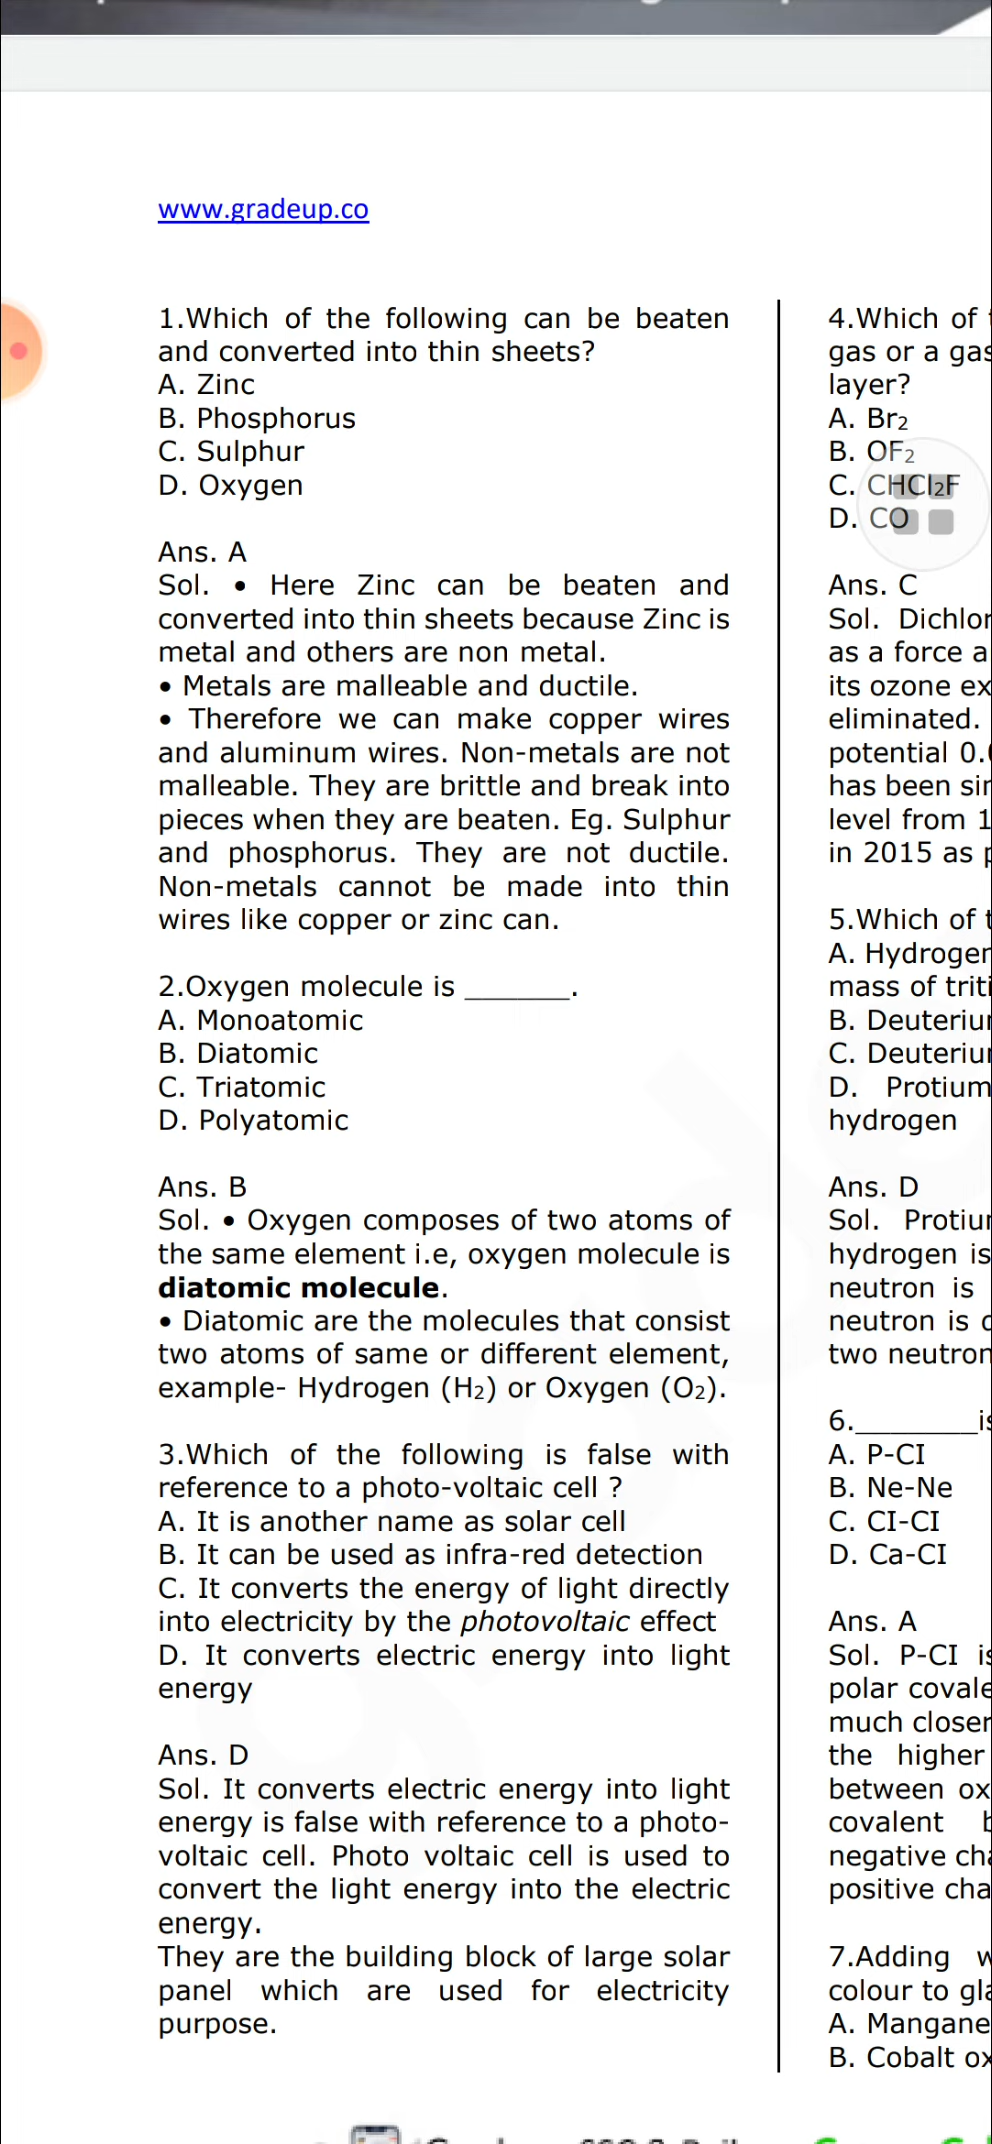 www.gradeup.co
1.Which of the following can be beaten
and converted into thin sheets?
A. Zinc
B. Phosphorus
C. Sulphur
D. Oxygen
Ans. A
Sol. • Here Zinc can be beaten and
converted into thin sheets because Zinc is
metal and others are non metal.
• Metals are malleable and ductile.
• Therefore we can make copper wires
and aluminum wires. Non-metals are not
malleable. They are brittle and break into
pieces when they are beaten. Eg. Sulphur
and phosphorus. They are not ductile.
Non-metals cannot be made into thin
wires like copper or zinc can.
2.Oxygen molecule is _______.
A. Monoatomic
B. Diatomic
C. Triatomic
D. Polyatomic
Ans. B
Sol. • Oxygen composes of two atoms of
the same element i.e, oxygen molecule is
diatomic molecule.
• Diatomic are the molecules that consist
two atoms of same or different element,
example- Hydrogen (H2) or Oxygen (O2).
3.Which of the following is false with
reference to a photo-voltaic cell ?
A. It is another name as solar cell
B. It can be used as infra-red detection
C. It converts the energy of light directly
into electricity by the photovoltaic effect
D. It converts electric energy into light
energy
Ans. D
Sol. It converts electric energy into light
energy is false with reference to a photo-
voltaic cell. Photo voltaic cell is used to
convert the light energy into the electric
energy.
They are the building block of large solar
panel which are used for electricity
purpose.
4.Which of
gas or a gas
layer?
A. Br2
B. OF2
C. CHCl2F
D. CO
Ans. C
Sol. Dichlor
as a force a
its ozone ex
eliminated.
potential 0.
has been sin
level from 1
in 2015 as p
5.Which of t
A. Hydrogen
mass of triti
B. Deuteriu
C. Deuteriu
D. Protium
hydrogen
Ans. D
Sol. Protiu
hydrogen is
neutron is
neutron is
two neutron
6.________is
A. P-CI
B. Ne-Ne
C. CI-CI
D. Ca-CI
Ans. A
Sol. P-CI is
polar covale
much closer
the higher
between ox
covalent b
negative cha
positive cha
7.Adding w
colour to gla
A. Mangane
B. Cobalt ox